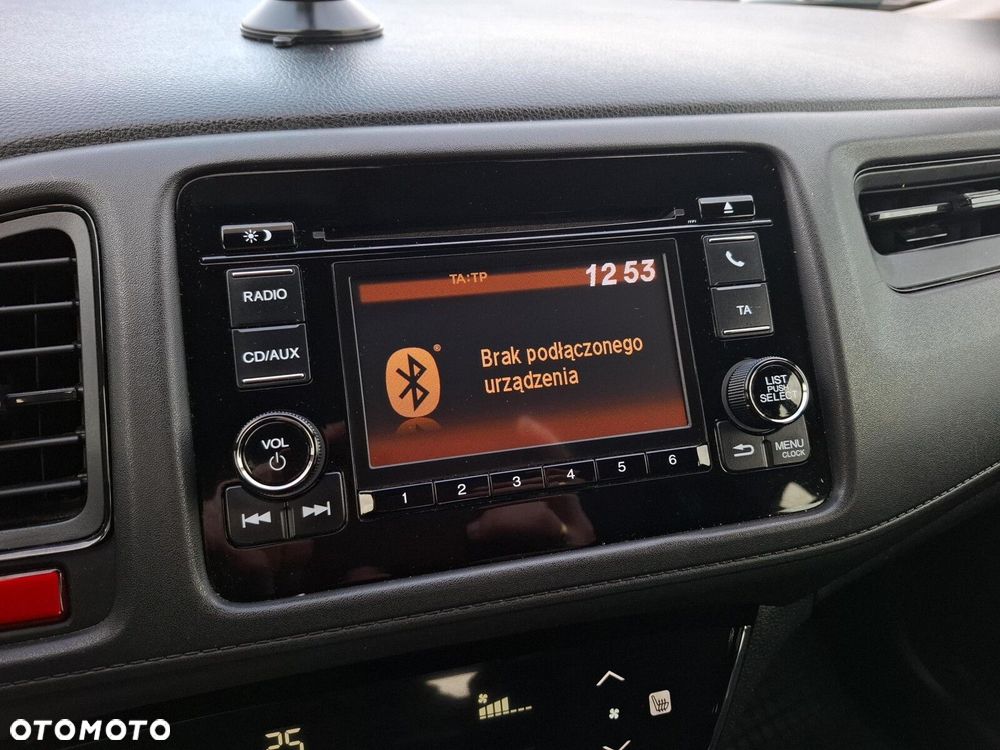 TA:TP
12 53
RADIO
TA
CD/AUX
Brak podłączonego
urządzenia
LIST
PUSH
SELECT
VOL
MENU
CLOCK
1 2 3 4 5 6
25
OTOMOTO